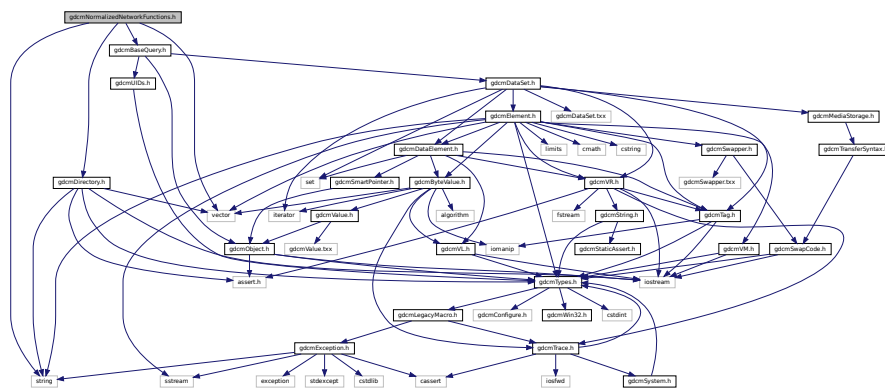 gdcmNormalizedNetworkFunctions.h
gdcmBaseQuery.h
gdcmUIDs.h
gdcmDataSet.h
gdcmElement.h
gdcmDataSet.txx
gdcmMediaStorage.h
gdcmDataElement.h
limits
cmath
cstring
gdcmSwapper.h
gdcmTransferSyntax.h
gdcmDirectory.h
set
gdcmSmartPointer.h
gdcmByteValue.h
gdcmVR.h
gdcmSwapper.txx
vector
iterator
gdcmValue.h
algorithm
fstream
gdcmString.h
gdcmTag.h
gdcmObject.h
gdcmValue.txx
gdcmVL.h
iomanip
gdcmStaticAssert.h
gdcmVM.h
gdcmSwapCode.h
assert.h
gdcmTypes.h
iostream
gdcmLegacyMacro.h
gdcmConfigure.h
gdcmWin32.h
cstdint
gdcmException.h
gdcmTrace.h
string
sstream
exception
stdexcept
cstdlib
cassert
iosfwd
gdcmSystem.h